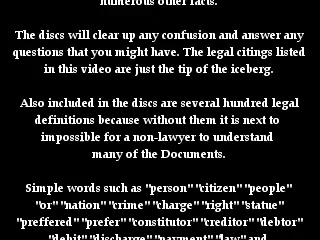 numerous other facts.
The discs will clear up any confusion and answer any
questions that you might have. The legal citings listed
in this video are just the tip of the iceberg.
Also included in the discs are several hundred legal
definitions because without them it is next to
impossible for a non-lawyer to understand
many of the Documents.
Simple words such as "person" "citizen" "people"
"or" "nation" "crime" "charge" "right" "statue"
"preffered" "prefer" "constitutor" "creditor" "debtor"
"debit" "discharge" "payment" "law" and